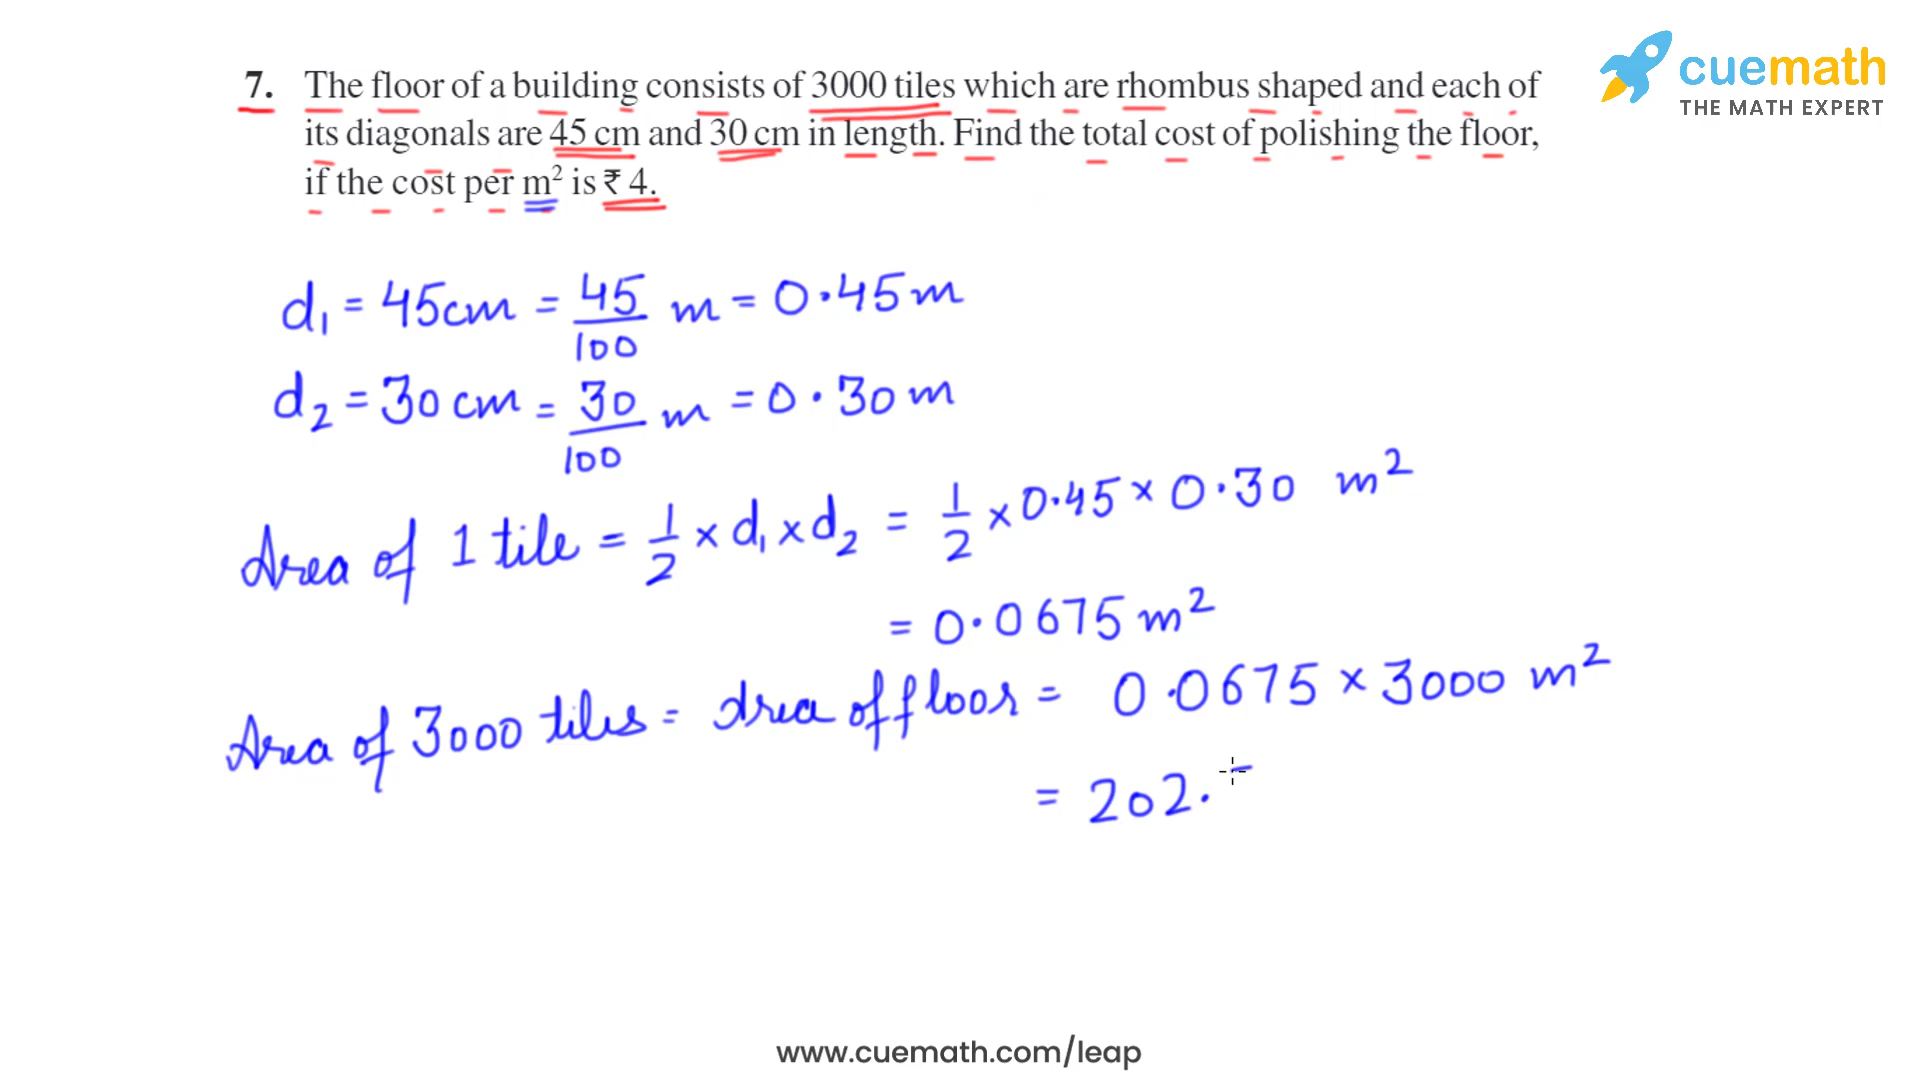 7. The floor of a building consists of 3000 tiles which are rhombus shaped and each of
its diagonals are 45 cm and 30 cm in length. Find the total cost of polishing the floor,
if the cost per m² is ₹ 4.
cuemath
THE MATH EXPERT
d₁ = 45cm = 45/100 m = 0.45 m
d₂ = 30 cm = 30/100 m = 0.30 m
Area of 1 tile = 1/2 × d₁ × d₂ = 1/2 × 0.45 × 0.30 m²
= 0.0675 m²
Area of 3000 tiles = Area of floor = 0.0675 × 3000 m²
= 202.
www.cuemath.com/leap